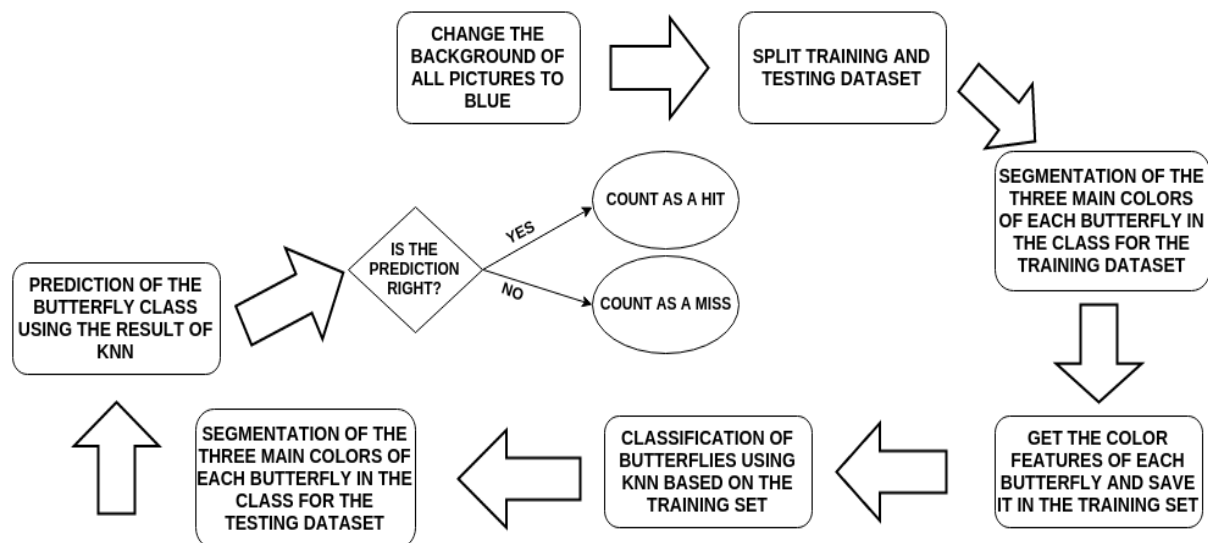 CHANGE THE
BACKGROUND OF
ALL PICTURES TO
BLUE
SPLIT TRAINING AND
TESTING DATASET
SEGMENTATION OF THE
THREE MAIN COLORS
OF EACH BUTTERFLY IN
THE CLASS FOR THE
TRAINING DATASET
GET THE COLOR
FEATURES OF EACH
BUTTERFLY AND SAVE
IT IN THE TRAINING SET
CLASSIFICATION OF
BUTTERFLIES USING
KNN BASED ON THE
TRAINING SET
SEGMENTATION OF THE
THREE MAIN COLORS OF
EACH BUTTERFLY IN THE
CLASS FOR THE
TESTING DATASET
PREDICTION OF THE
BUTTERFLY CLASS
USING THE RESULT OF
KNN
IS THE
PREDICTION
RIGHT?
YES
COUNT AS A HIT
NO
COUNT AS A MISS